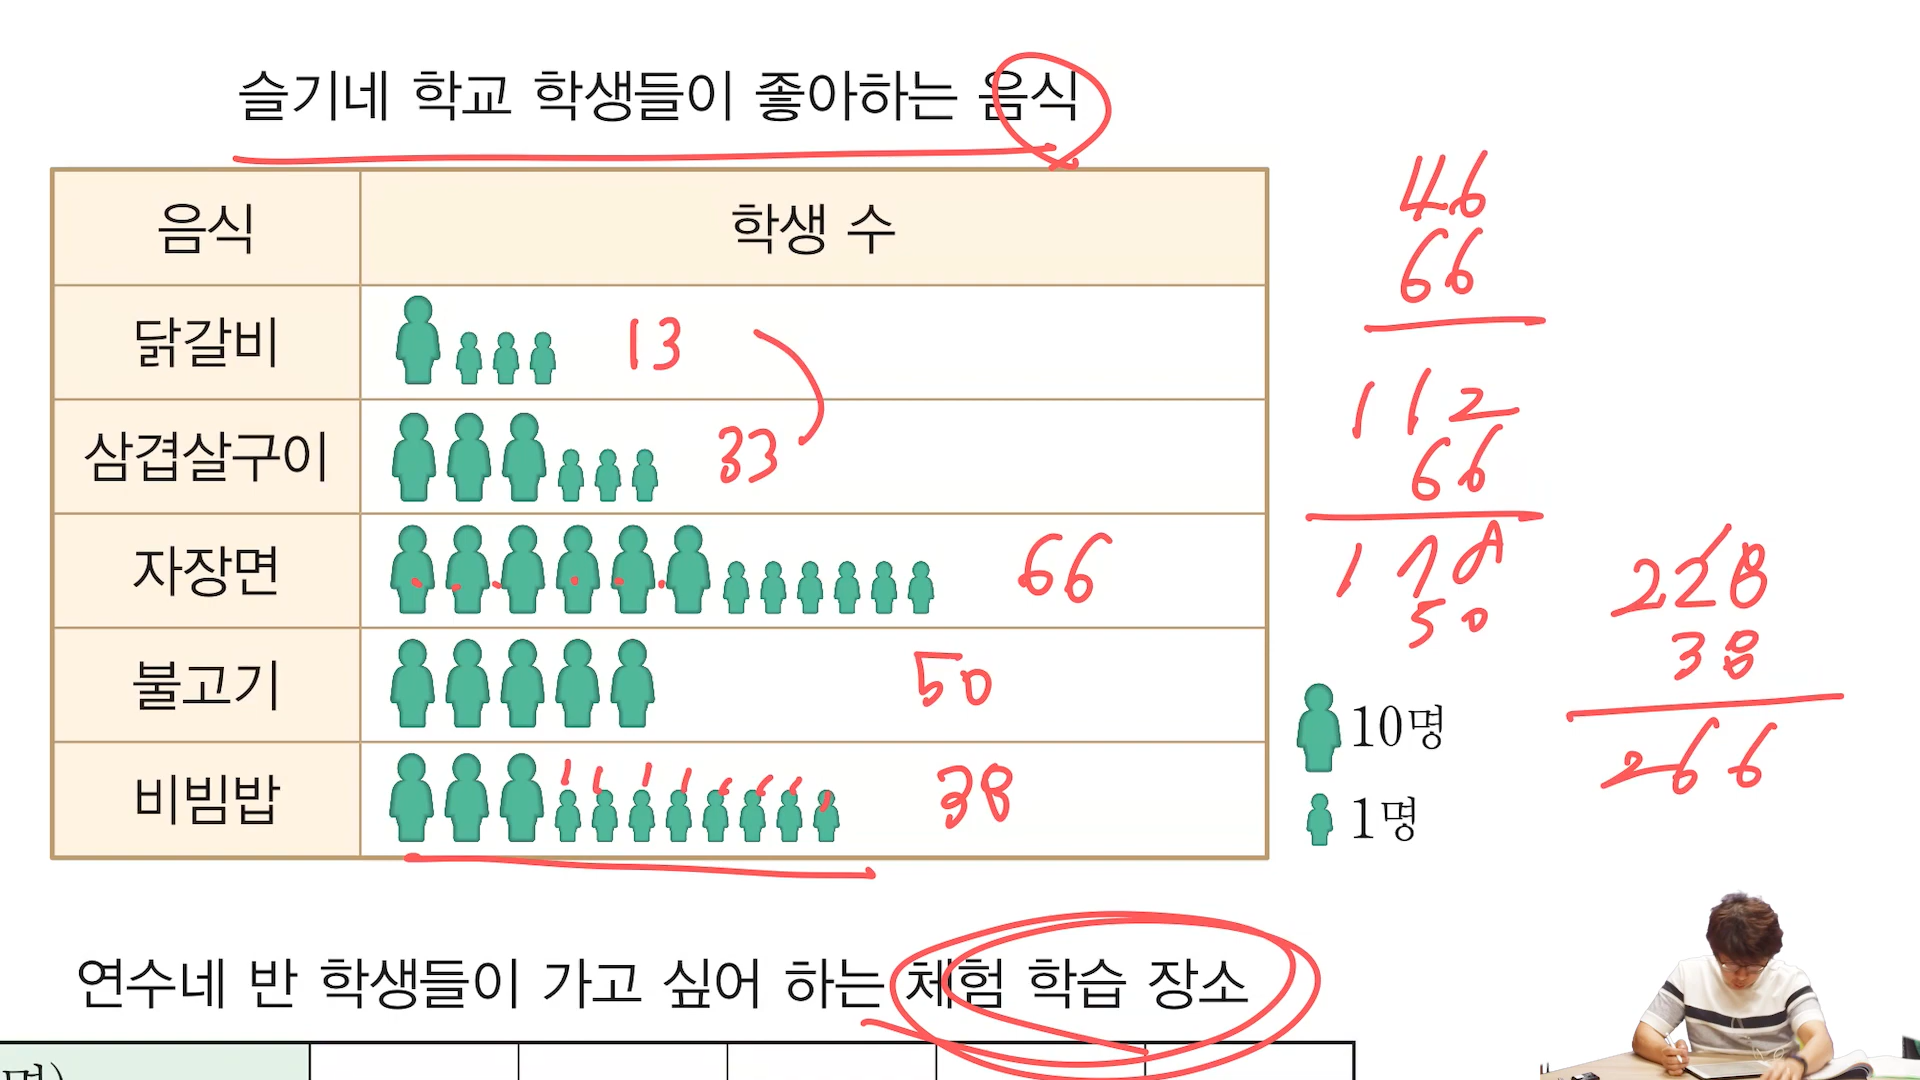 슬기네 학교 학생들이 좋아하는 음식
음식 학생 수
닭갈비 13
삼겹살구이 33
자장면 66
불고기 50
비빔밥 38
46
66
112
66
178
50
228
38
266
10명
1명
연수네 반 학생들이 가고 싶어 하는 체험 학습 장소